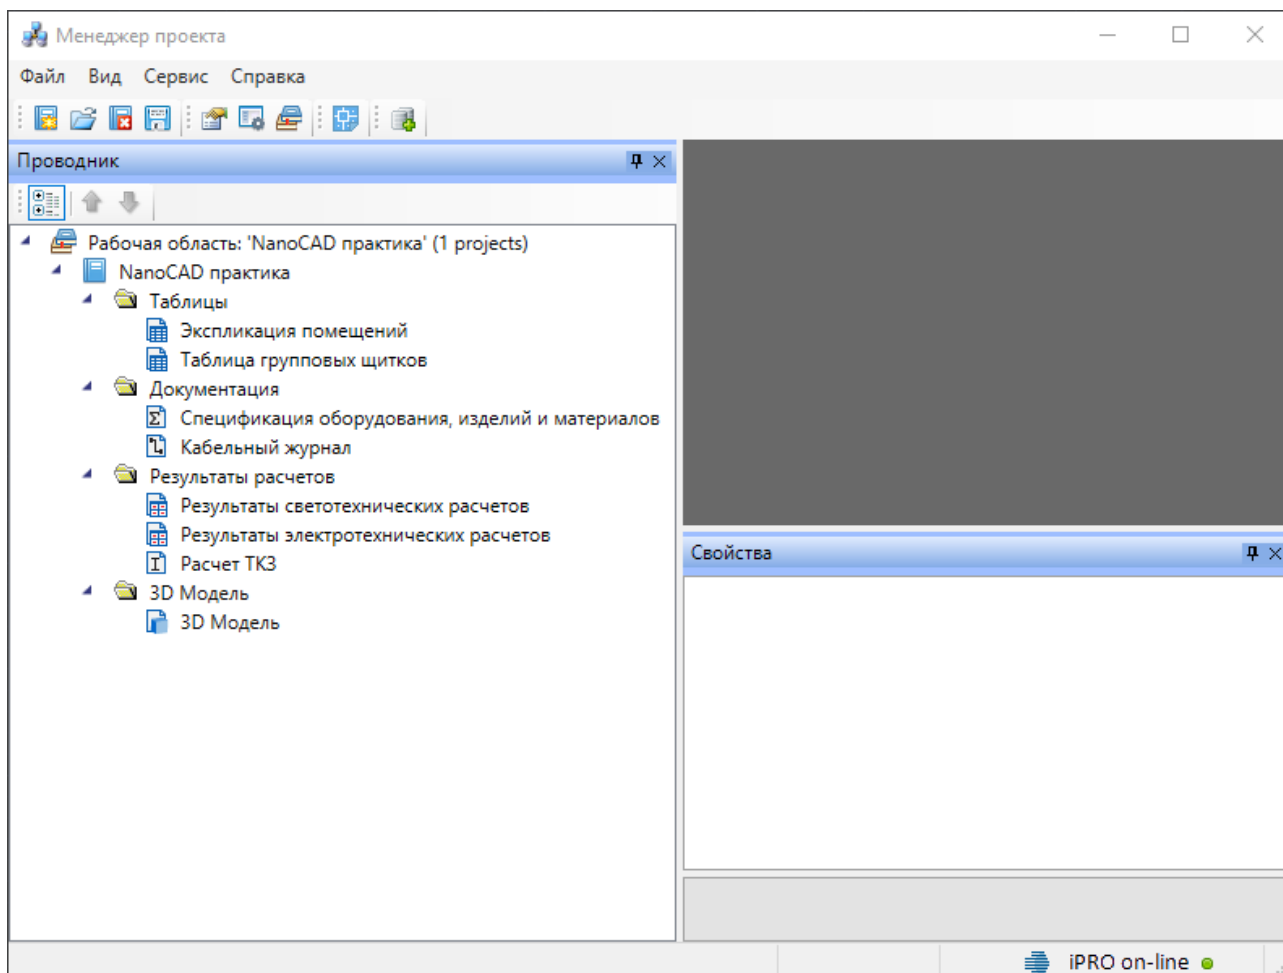 Менеджер проекта
Файл Вид Сервис Справка
Проводник
Рабочая область: 'NanoCAD практика' (1 projects)
NanoCAD практика
Таблицы
Экспликация помещений
Таблица групповых щитков
Документация
Спецификация оборудования, изделий и материалов
Кабельный журнал
Результаты расчетов
Результаты светотехнических расчетов
Результаты электротехнических расчетов
Расчет ТКЗ
3D Модель
3D Модель
Свойства
iPRO on-line